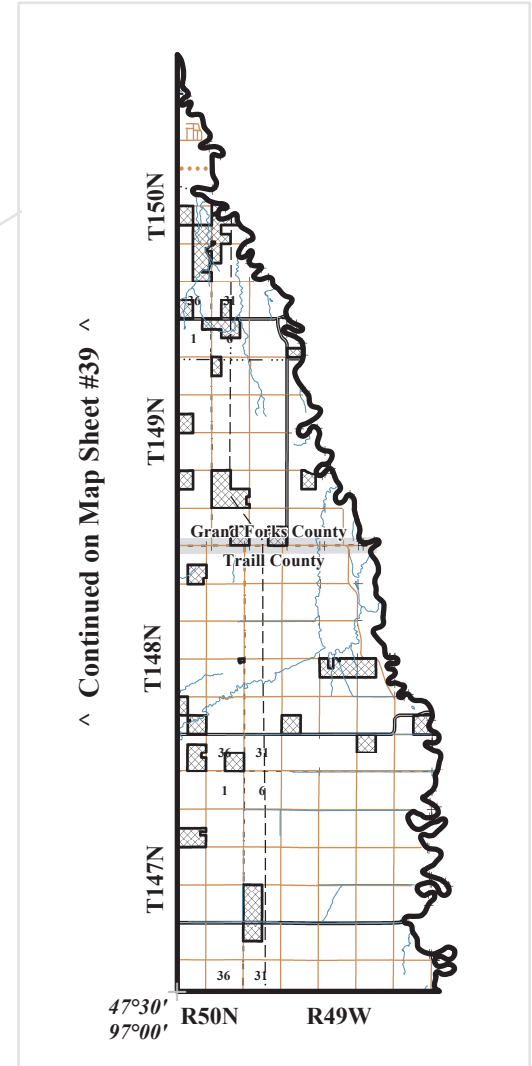 T150N
36 31
1 6
^ Continued on Map Sheet #39 ^
T149N
Grand Forks County
Traill County
T148N
36 31
1 6
T147N
36 31
47°30'
97°00'
R50N R49W